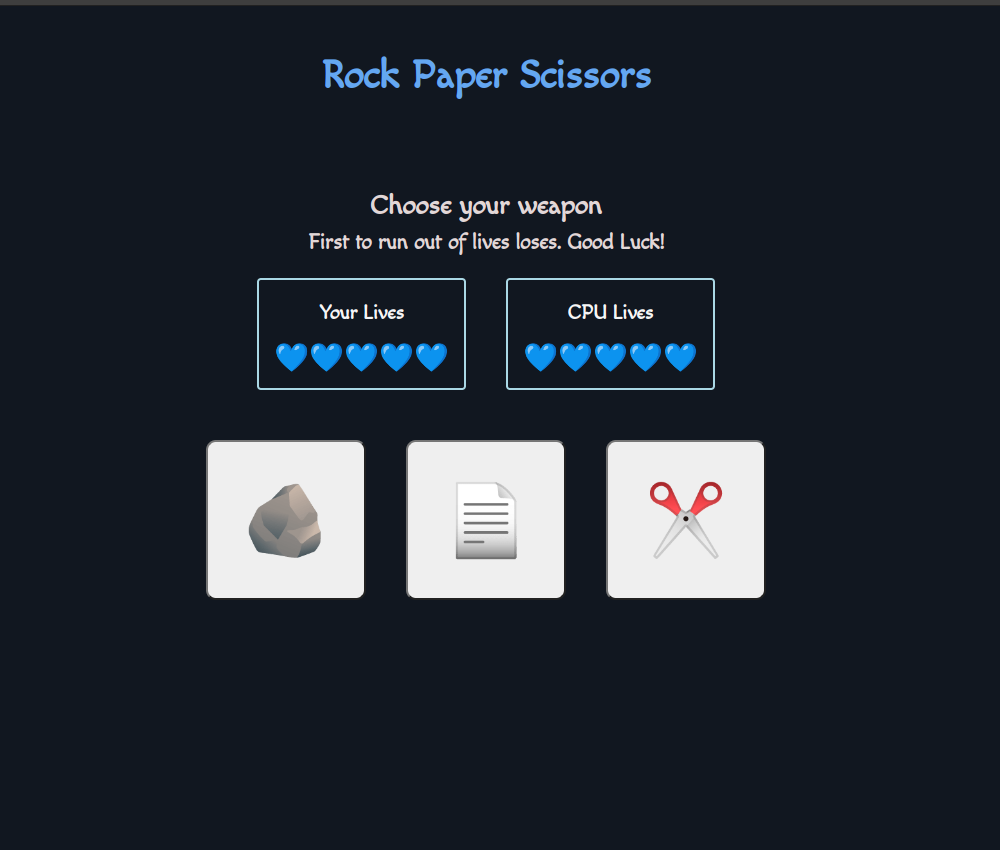 Rock Paper Scissors
Choose your weapon
First to run out of lives loses. Good Luck!
Your Lives
CPU Lives